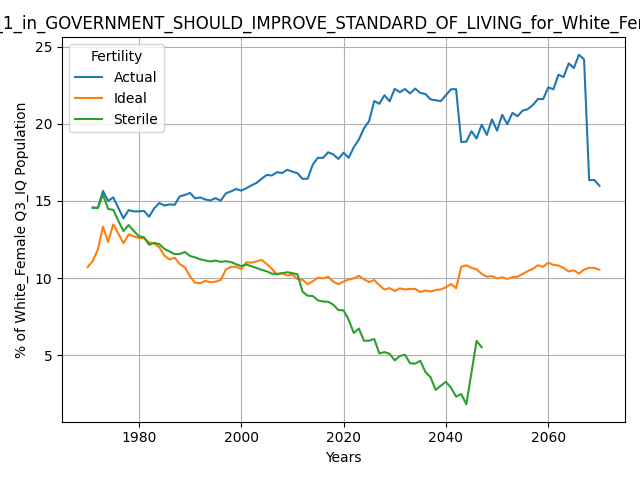 _1_in_GOVERNMENT_SHOULD_IMPROVE_STANDARD_OF_LIVING_for_White_Fe
Fertility
Actual
Ideal
Sterile
% of White_Female Q3_IQ Population
25
20
15
10
5
1980
2000
2020
2040
2060
Years